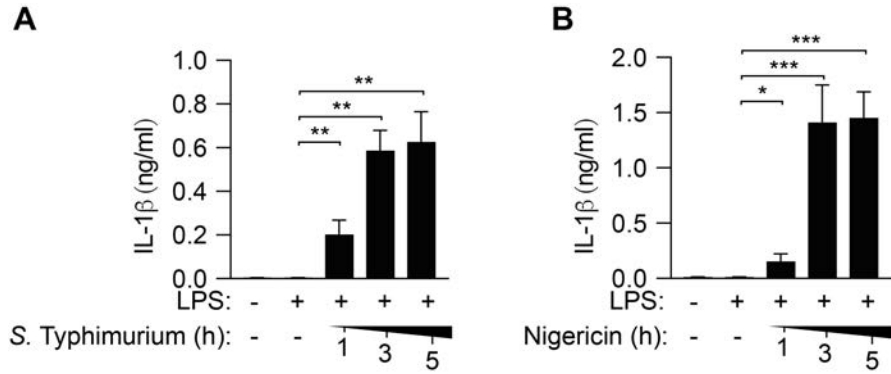 A
IL-1β (ng/ml)
1.0
0.8
0.6
0.4
0.2
0.0
**
**
**
LPS: - + + + +
S. Typhimurium (h): - - 1 3 5
B
IL-1β (ng/ml)
2.0
1.5
1.0
0.5
0.0
***
***
*
LPS: - + + + +
Nigericin (h): - - 1 3 5